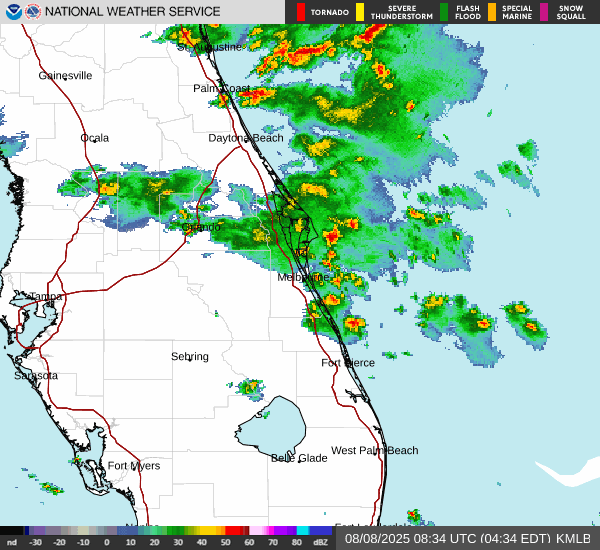 NATIONAL WEATHER SERVICE
TORNADO
SEVERE THUNDERSTORM
FLASH FLOOD
SPECIAL MARINE
SNOW SQUALL
St. Augustine
Gainesville
Palm Coast
Ocala
Daytona Beach
Orlando
Melbourne
Tampa
Sebring
Fort Pierce
Sarasota
West Palm Beach
Belle Glade
Fort Myers
nd -30 -20 -10 0 10 20 30 40 50 60 70 80 dBZ
08/08/2025 08:34 UTC (04:34 EDT) KMLB